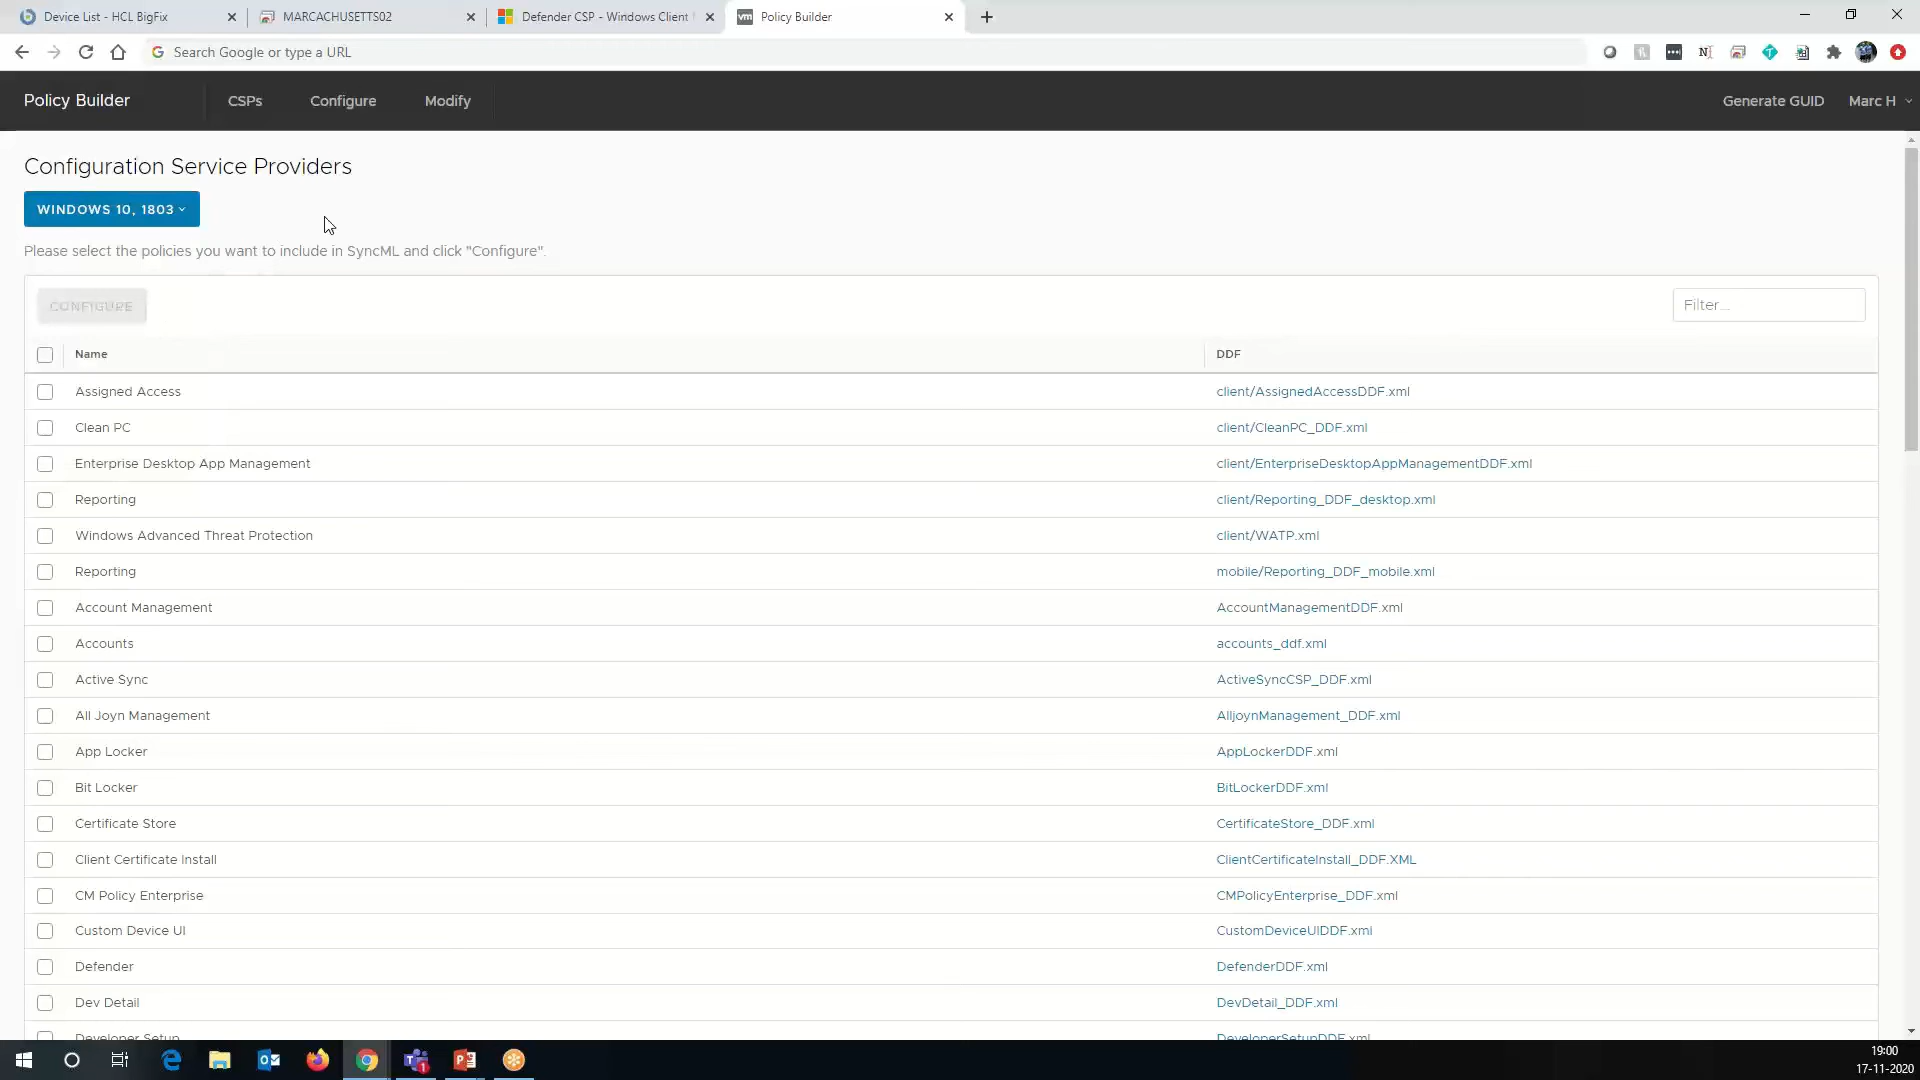 Device List - HCL BigFix
MARCACHUSETTS02
Defender CSP - Windows Client
vm Policy Builder
Search Google or type a URL
Policy Builder
CSPs
Configure
Modify
Generate GUID
Marc H
Configuration Service Providers
WINDOWS 10, 1803
Please select the policies you want to include in SyncML and click "Configure".
CONFIGURE
Filter...
Name DDF
Assigned Access client/AssignedAccessDDF.xml
Clean PC client/CleanPC_DDF.xml
Enterprise Desktop App Management client/EnterpriseDesktopAppManagementDDF.xml
Reporting client/Reporting_DDF_desktop.xml
Windows Advanced Threat Protection client/WATP.xml
Reporting mobile/Reporting_DDF_mobile.xml
Account Management AccountManagementDDF.xml
Accounts accounts_ddf.xml
Active Sync ActiveSyncCSP_DDF.xml
All Joyn Management AlljoynManagement_DDF.xml
App Locker AppLockerDDF.xml
Bit Locker BitLockerDDF.xml
Certificate Store CertificateStore_DDF.xml
Client Certificate Install ClientCertificateInstall_DDF.XML
CM Policy Enterprise CMPolicyEnterprise_DDF.xml
Custom Device UI CustomDeviceUIDDF.xml
Defender DefenderDDF.xml
Dev Detail DevDetail_DDF.xml
Developer Setup DeveloperSetupDDF.xml
19:00
17-11-2020